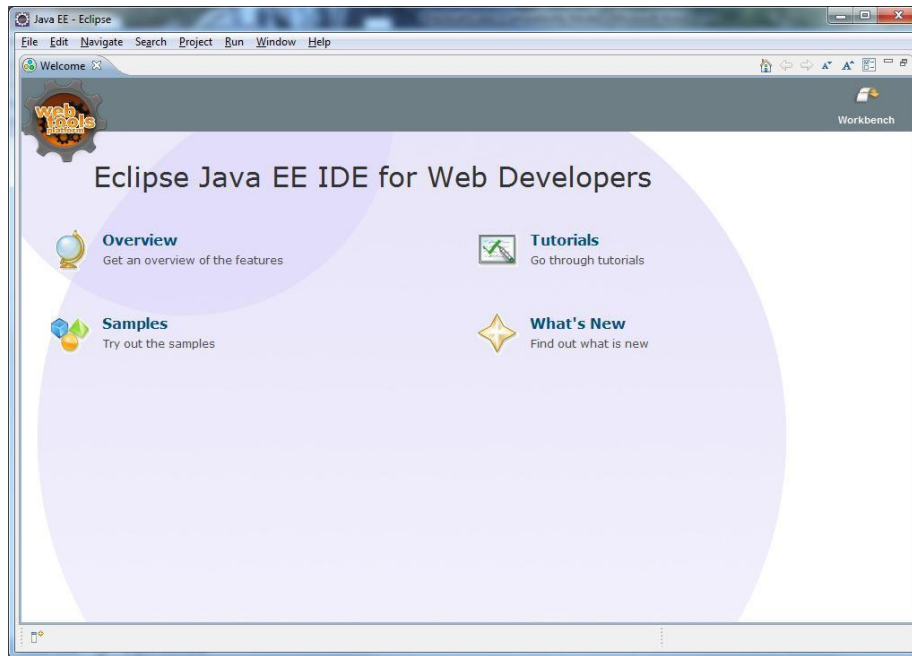 Java EE - Eclipse
File Edit Navigate Search Project Run Window Help
Welcome
web
tools
platform
Workbench
Eclipse Java EE IDE for Web Developers
Overview
Get an overview of the features
Tutorials
Go through tutorials
Samples
Try out the samples
What's New
Find out what is new